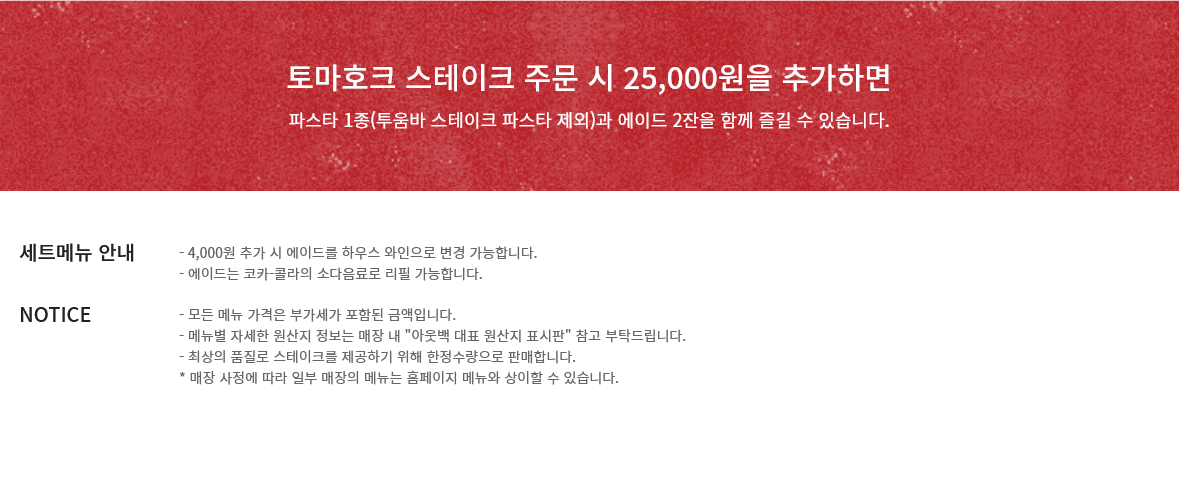 토마호크 스테이크 주문 시 25,000원을 추가하면
파스타 1종(투움바 스테이크 파스타 제외)과 에이드 2잔을 함께 즐길 수 있습니다.
세트메뉴 안내
- 4,000원 추가 시 에이드를 하우스 와인으로 변경 가능합니다.
- 에이드는 코카-콜라의 소다음료로 리필 가능합니다.
NOTICE
- 모든 메뉴 가격은 부가세가 포함된 금액입니다.
- 메뉴별 자세한 원산지 정보는 매장 내 "아웃백 대표 원산지 표시판" 참고 부탁드립니다.
- 최상의 품질로 스테이크를 제공하기 위해 한정수량으로 판매합니다.
* 매장 사정에 따라 일부 매장의 메뉴는 홈페이지 메뉴와 상이할 수 있습니다.